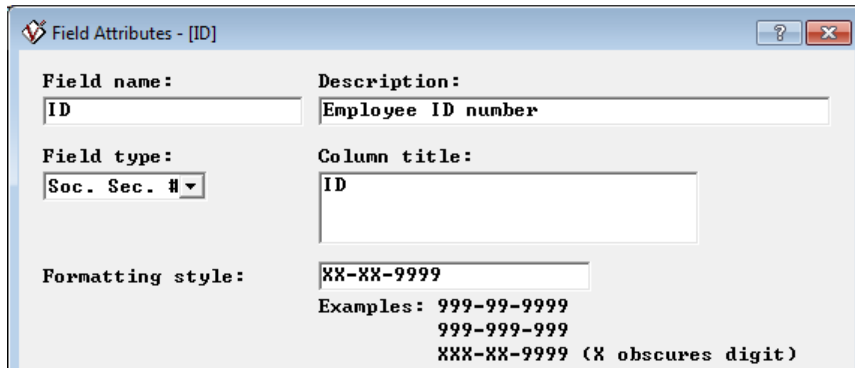 Field Attributes - [ID]
Field name:
Description:
ID
Employee ID number
Field type:
Column title:
Soc. Sec. #
ID
Formatting style:
XX-XX-9999
Examples: 999-99-9999
999-999-999
XXX-XX-9999 (X obscures digit)